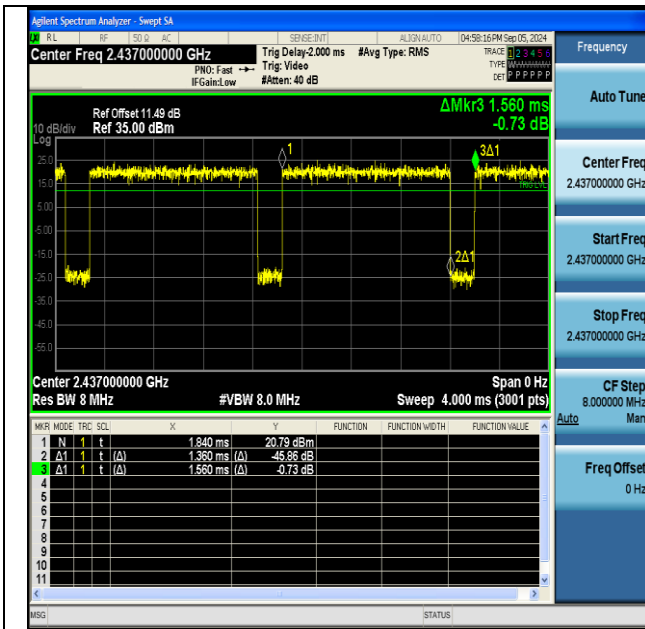 Agilent Spectrum Analyzer - Swept SA
RL RF 50 Ω AC SENSE:INT ALIGN AUTO 04:58:16 PM Sep 05, 2024
Center Freq 2.437000000 GHz
Trig Delay-2.000 ms #Avg Type: RMS
TRACE 1 2 3 4 5 6
PNO: Fast Trig: Video
TYPE
IFGain:Low #Atten: 40 dB
DET P P P P P P
ΔMkr3 1.560 ms
-0.73 dB
Ref Offset 11.49 dB
10 dB/div Ref 35.00 dBm
Log
25.0
15.0
5.00
-5.00
-15.0
-25.0
-35.0
-45.0
-55.0
1
3Δ1
TRIG LVL
2Δ1
Center 2.437000000 GHz Span 0 Hz
Res BW 8 MHz #VBW 8.0 MHz Sweep 4.000 ms (3001 pts)
MKR MODE TRC SCL X Y FUNCTION FUNCTION WIDTH FUNCTION VALUE
1 N 1 t 1.840 ms 20.79 dBm
2 Δ1 1 t (Δ) 1.360 ms (Δ) -45.86 dB
3 Δ1 1 t (Δ) 1.560 ms (Δ) -0.73 dB
4
5
6
7
8
9
10
11
MSG STATUS
Frequency
Auto Tune
Center Freq
2.437000000 GHz
Start Freq
2.437000000 GHz
Stop Freq
2.437000000 GHz
CF Step
8.000000 MHz
Auto Man
Freq Offset
0 Hz